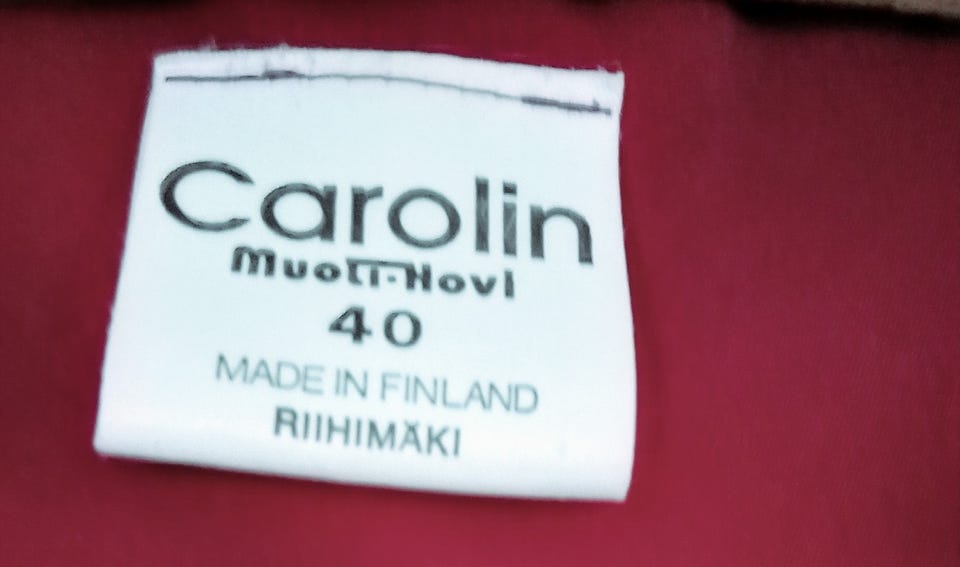 Carolin
Muoti-Hovi
40
MADE IN FINLAND
RIIHIMÄKI